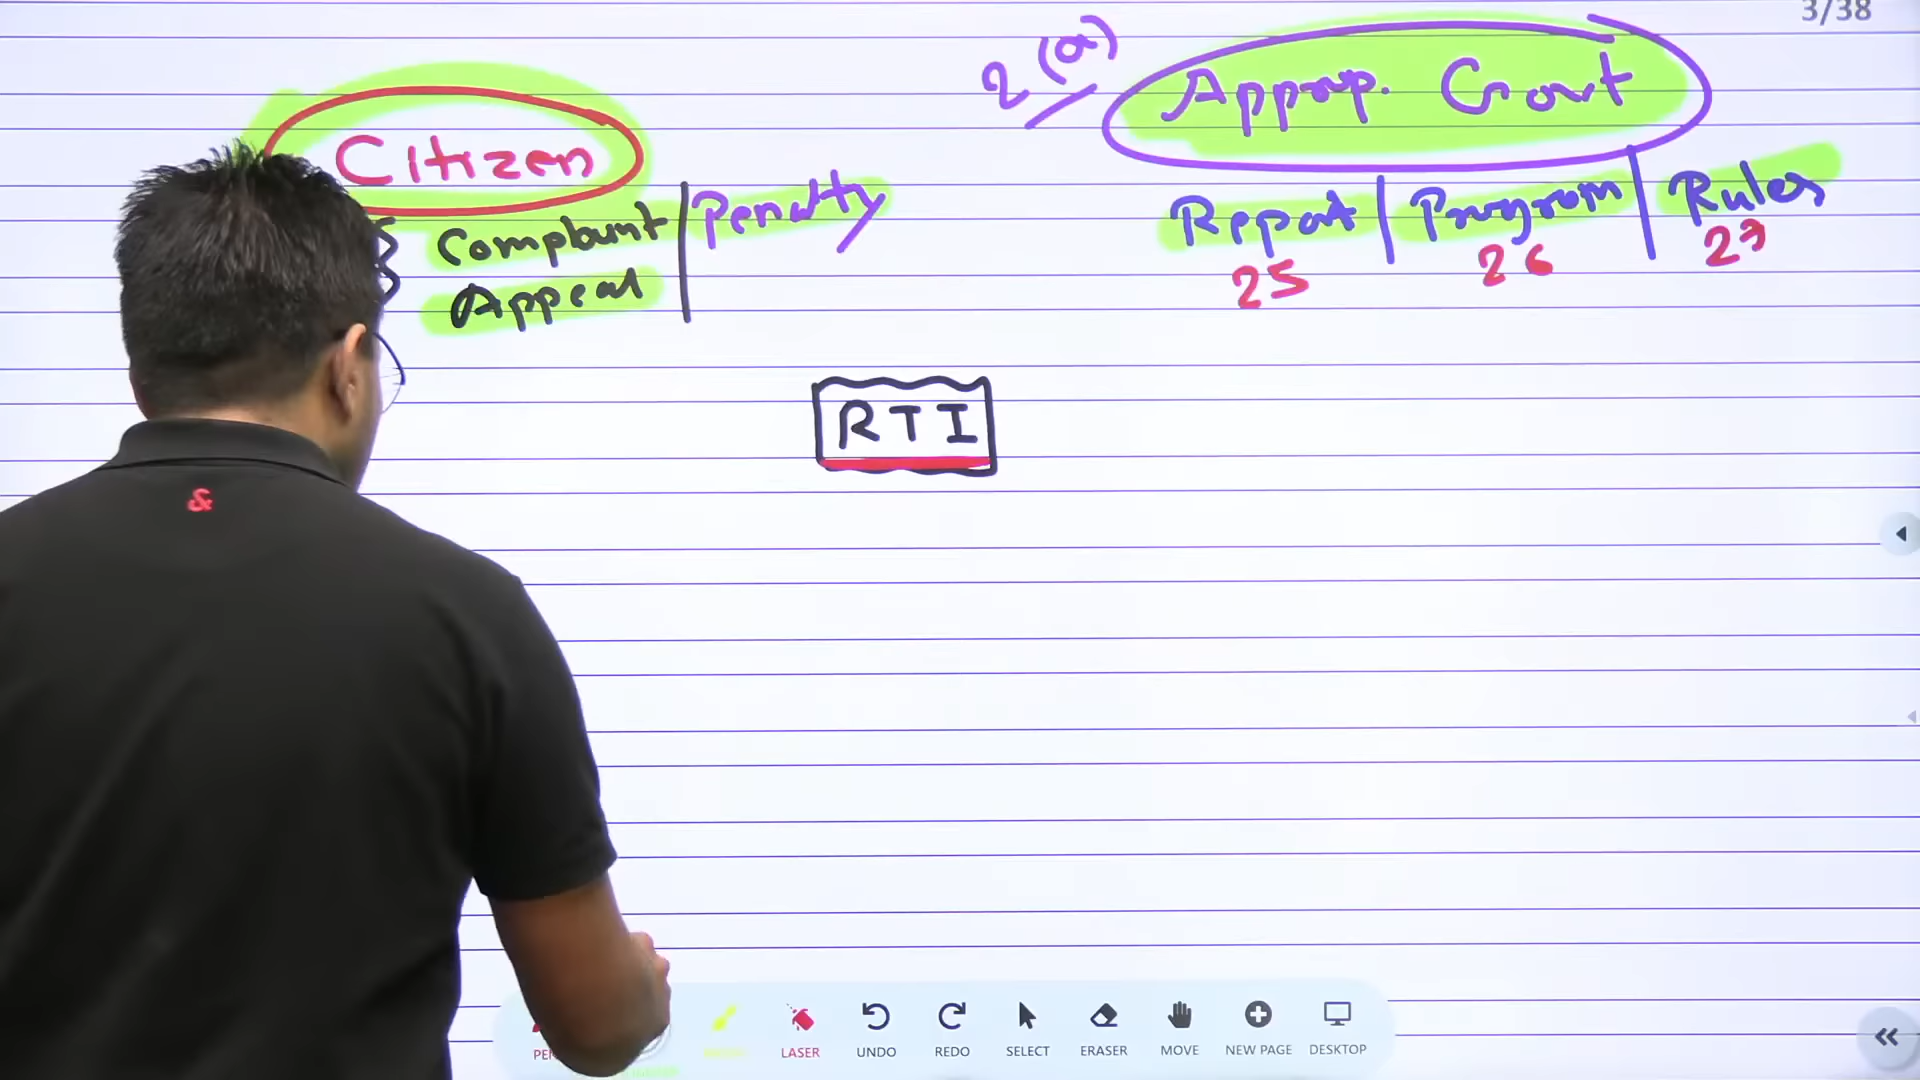 3/38
2(a) Approp. Govt
Citizen
Complaint Penalty
Appeal
Report Program Rules
25 26 27
RTI
&
PEN LASER UNDO REDO SELECT ERASER MOVE NEW PAGE DESKTOP